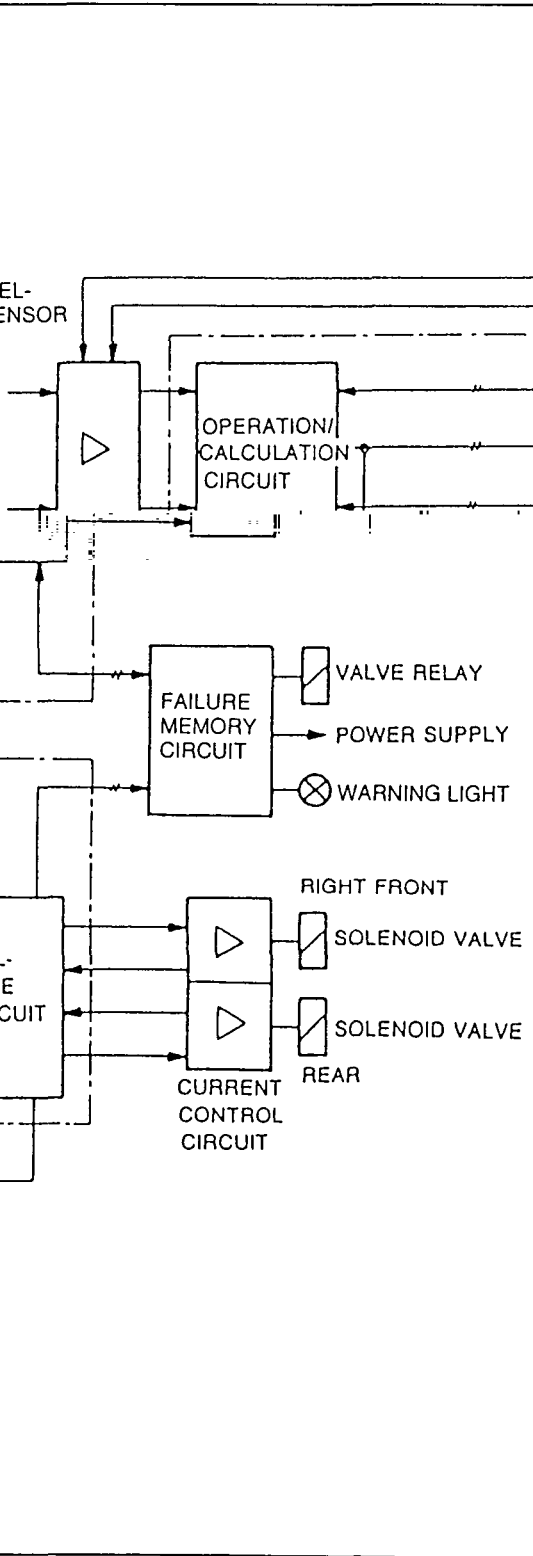 EL-
ENSOR
OPERATION/
CALCULATION
CIRCUIT
FAILURE
MEMORY
CIRCUIT
VALVE RELAY
POWER SUPPLY
WARNING LIGHT
RIGHT FRONT
SOLENOID VALVE
L-
E
CUIT
SOLENOID VALVE
REAR
CURRENT
CONTROL
CIRCUIT